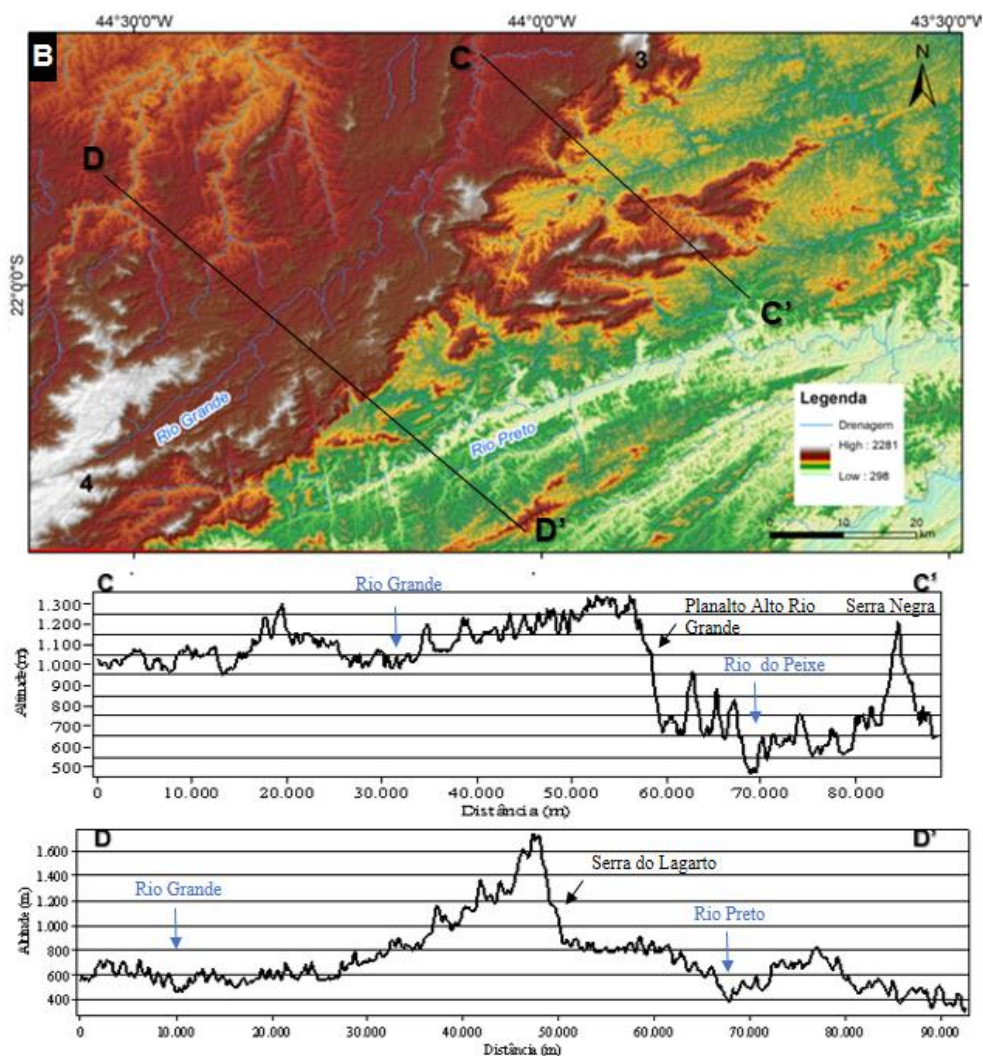 44°30'0"W 44°0'0"W 43°30'0"W
B
C
3
N
D
22°0'0"S
C'
Rio Grande
Rio Preto
4
D'
Legenda
Drenagem
High : 2281
Low : 298
0 10 20
km
C C'
Rio Grande
Planalto Alto Rio
Grande
Serra Negra
Rio do Peixe
Altitude(m)
1.300
1.200
1.100
1.000
900
800
700
600
500
0 10.000 20.000 30.000 40.000 50.000 60.000 70.000 80.000
Distância (m)
D D'
Rio Grande
Serra do Lagarto
Rio Preto
Altitude (m)
1.600
1.400
1.200
1.000
800
600
400
0 10.000 20.000 30.000 40.000 50.000 60.000 70.000 80.000 90.000
Distância (m)